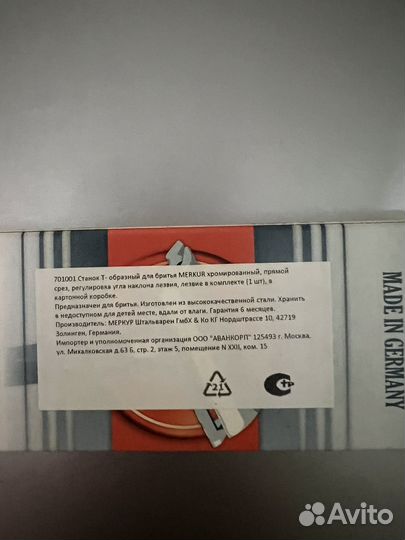 701001 Станок Т- образный для бритья MERKUR хромированный, прямой
срез, регулировка угла наклона лезвия, лезвие в комплекте (1 шт), в
картонной коробке.
Предназначен для бритья. Изготовлен из высококачественной стали. Хранить
в недоступном для детей месте, вдали от влаги. Гарантия 6 месяцев.
Производитель: МЕРКУР Штальварен ГмбХ & Ко КГ Нордштрассе 10, 42719
Золинген, Германия.
Импортер и уполномоченная организация ООО "АВАНКОРП" 125493 г. Москва,
ул. Михалковская д.63 Б, стр. 2, этаж 5, помещение N XXII, ком. 15
21
MADE IN GERMANY
Avito